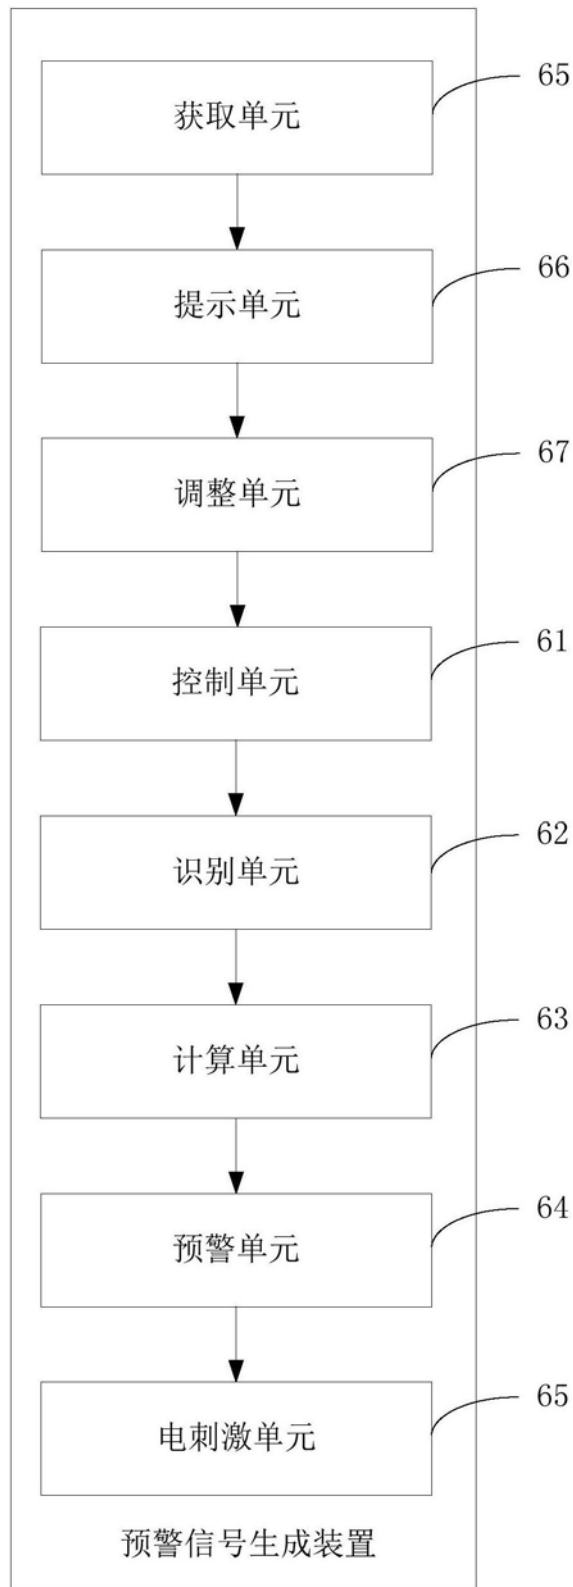 65
获取单元
66
提示单元
67
调整单元
61
控制单元
62
识别单元
63
计算单元
64
预警单元
65
电刺激单元
预警信号生成装置